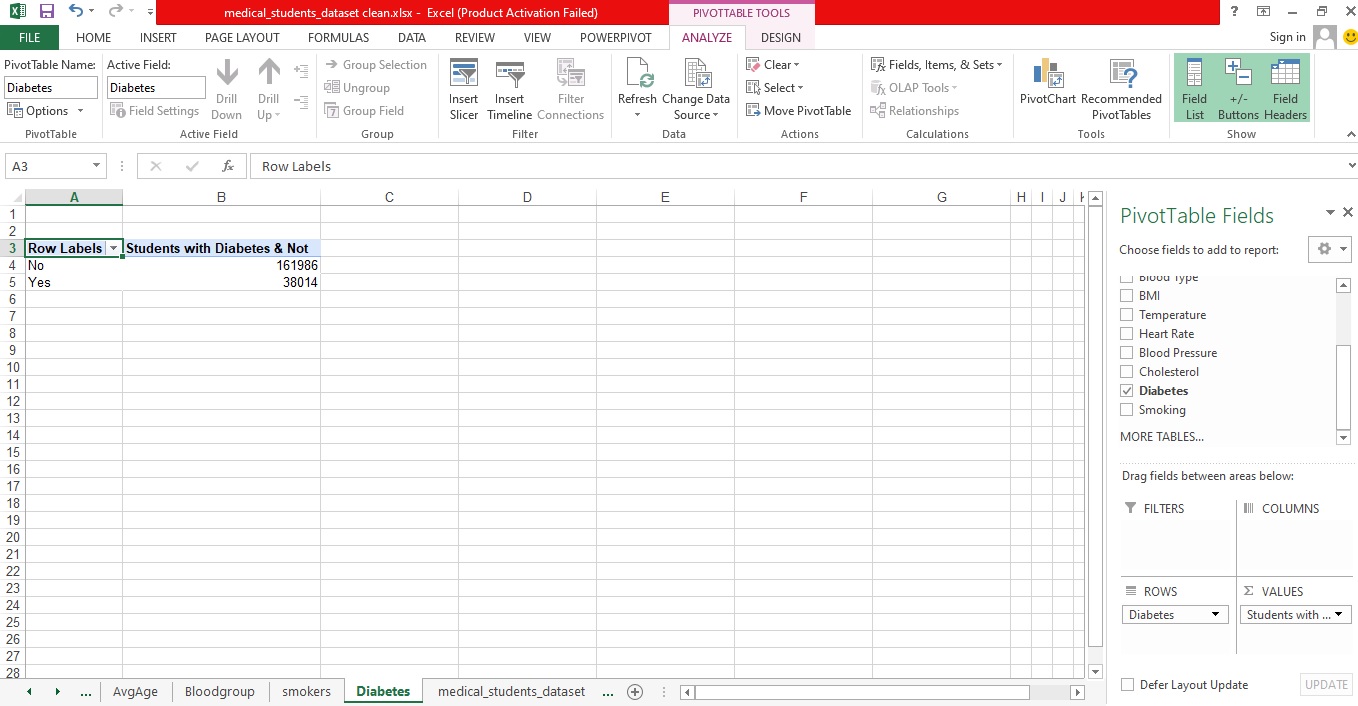 medical_students_dataset clean.xlsx - Excel (Product Activation Failed)
PIVOTTABLE TOOLS
?
FILE HOME INSERT PAGE LAYOUT FORMULAS DATA REVIEW VIEW POWERPIVOT ANALYZE DESIGN Sign in
PivotTable Name:
Diabetes
Options
PivotTable
Active Field:
Diabetes
Field Settings
Drill Down
Drill Up
Active Field
Group Selection
Ungroup
Group Field
Group
Insert Slicer
Insert Timeline
Filter Connections
Filter
Refresh
Change Data Source
Data
Clear
Select
Move PivotTable
Actions
Fields, Items, & Sets
OLAP Tools
Relationships
Calculations
PivotChart
Recommended PivotTables
Tools
Field List
+/- Buttons
Field Headers
Show
A3
fx
Row Labels
A B C D E F G H I J
1
2
3 Row Labels Students with Diabetes & Not
4 No 161986
5 Yes 38014
6
7
8
9
10
11
12
13
14
15
16
17
18
19
20
21
22
23
24
25
26
27
28
PivotTable Fields
Choose fields to add to report:
Blood Type
BMI
Temperature
Heart Rate
Blood Pressure
Cholesterol
Diabetes
Smoking
MORE TABLES...
Drag fields between areas below:
FILTERS
COLUMNS
ROWS
Diabetes
Σ VALUES
Students with ...
Defer Layout Update
UPDATE
... AvgAge Bloodgroup smokers Diabetes medical_students_dataset ...